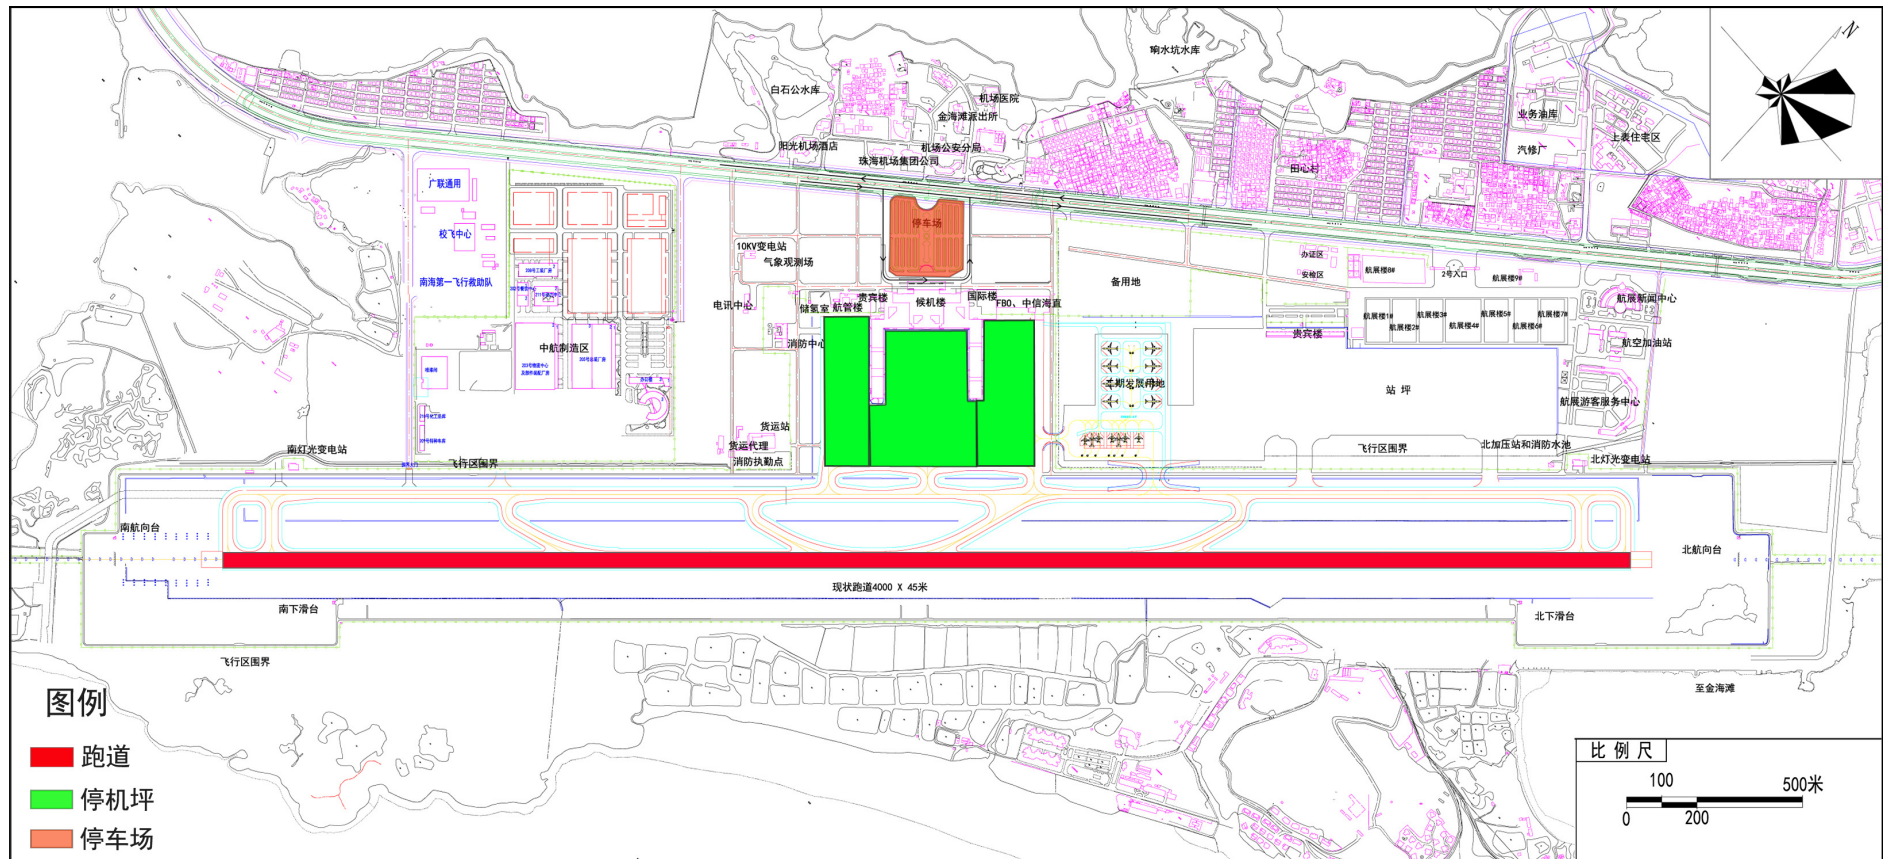 响水坑水库
N
白石公水库
机场医院
金海滩派出所
业务油库
上表住宅区
阳光机场酒店
机场公安分局
汽修厂
珠海机场集团公司
田心村
广联通用
停车场
校飞中心
10KV变电站
气象观测场
办证区
安检区
航展楼8#
2号入口
航展楼9#
南海第一飞行救助队
备用地
电讯中心
储氢室
航管楼
贵宾楼
候机楼
国际楼
FBO、中信海直
航展新闻中心
航展楼1#
航展楼2#
航展楼3#
航展楼4#
航展楼5#
航展楼6#
航展楼7#
贵宾楼
消防中心
航空加油站
中航制造区
二期发展用地
站 坪
航展游客服务中心
货运站
货运代理
消防执勤点
南灯光变电站
飞行区围界
飞行区围界
北加压站和消防水池
北灯光变电站
南航向台
北航向台
现状跑道4000 X 45米
南下滑台
北下滑台
飞行区围界
至金海滩
图例
跑道
停机坪
停车场
比 例 尺
100
500米
0
200